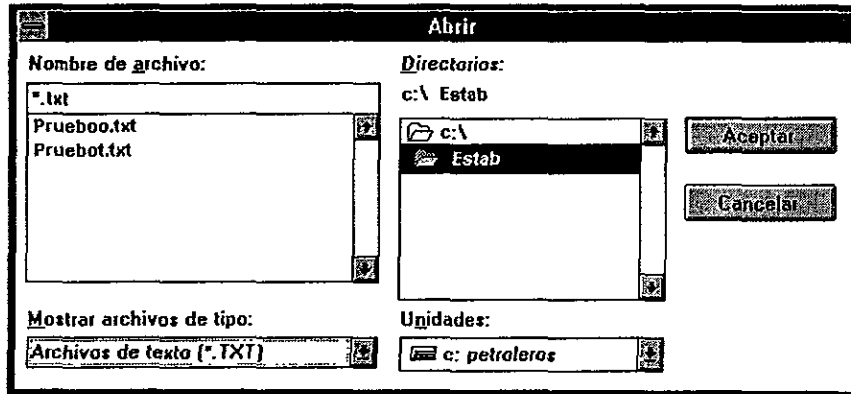 Abrir
Nombre de archivo:
*.txt
Prueboo.txt
Pruebot.txt
Mostrar archivos de tipo:
Archivos de texto (*.TXT)
Directorios:
c:\ Estab
c:\
Estab
Unidades:
c: petroleros
Aceptar
Cancelar